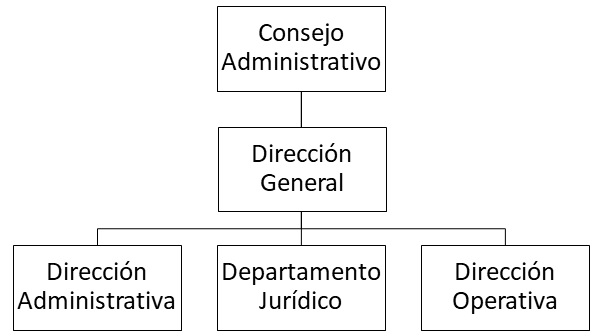 Consejo
Administrativo
Dirección
General
Dirección
Administrativa
Departamento
Jurídico
Dirección
Operativa